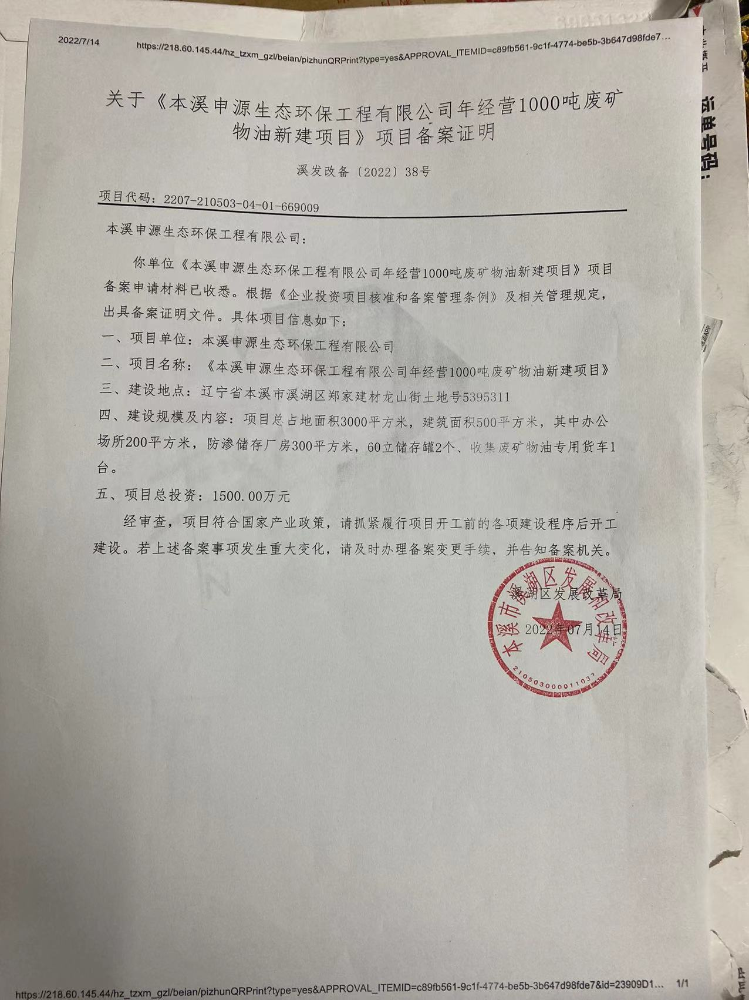 2022/7/14 https://218.60.145.44/hz_tzxm_gzl/beian/pizhunQRPrint?type=yes&APPROVAL_ITEMID=c89fb561-9c1f-4774-be5b-3b647d98fde7...
关于《本溪申源生态环保工程有限公司年经营1000吨废矿
物油新建项目》项目备案证明
溪发改备〔2022〕38号
项目代码：2207-210503-04-01-669009
本溪申源生态环保工程有限公司：
你单位《本溪申源生态环保工程有限公司年经营1000吨废矿物油新建项目》项目
备案申请材料已收悉。根据《企业投资项目核准和备案管理条例》及相关管理规定，
出具备案证明文件。具体项目信息如下：
一、项目单位：本溪申源生态环保工程有限公司
二、项目名称：《本溪申源生态环保工程有限公司年经营1000吨废矿物油新建项目》
三、建设地点：辽宁省本溪市溪湖区郑家建材龙山街土地号5395311
四、建设规模及内容：项目总占地面积3000平方米，建筑面积500平方米，其中办公
场所200平方米，防渗储存厂房300平方米，60立储存罐2个、收集废矿物油专用货车1
台。
五、项目总投资：1500.00万元
经审查，项目符合国家产业政策，请抓紧履行项目开工前的各项建设程序后开工
建设。若上述备案事项发生重大变化，请及时办理备案变更手续，并告知备案机关。
溪湖区发展改革局
2022年07月14日
本溪市溪湖区发展和改革局
2105030000911037
运单号码：
https://218.60.145.44/hz_tzxm_gzl/beian/pizhunQRPrint?type=yes&APPROVAL_ITEMID=c89fb561-9c1f-4774-be5b-3b647d98fde7&id=23909D1... 1/1